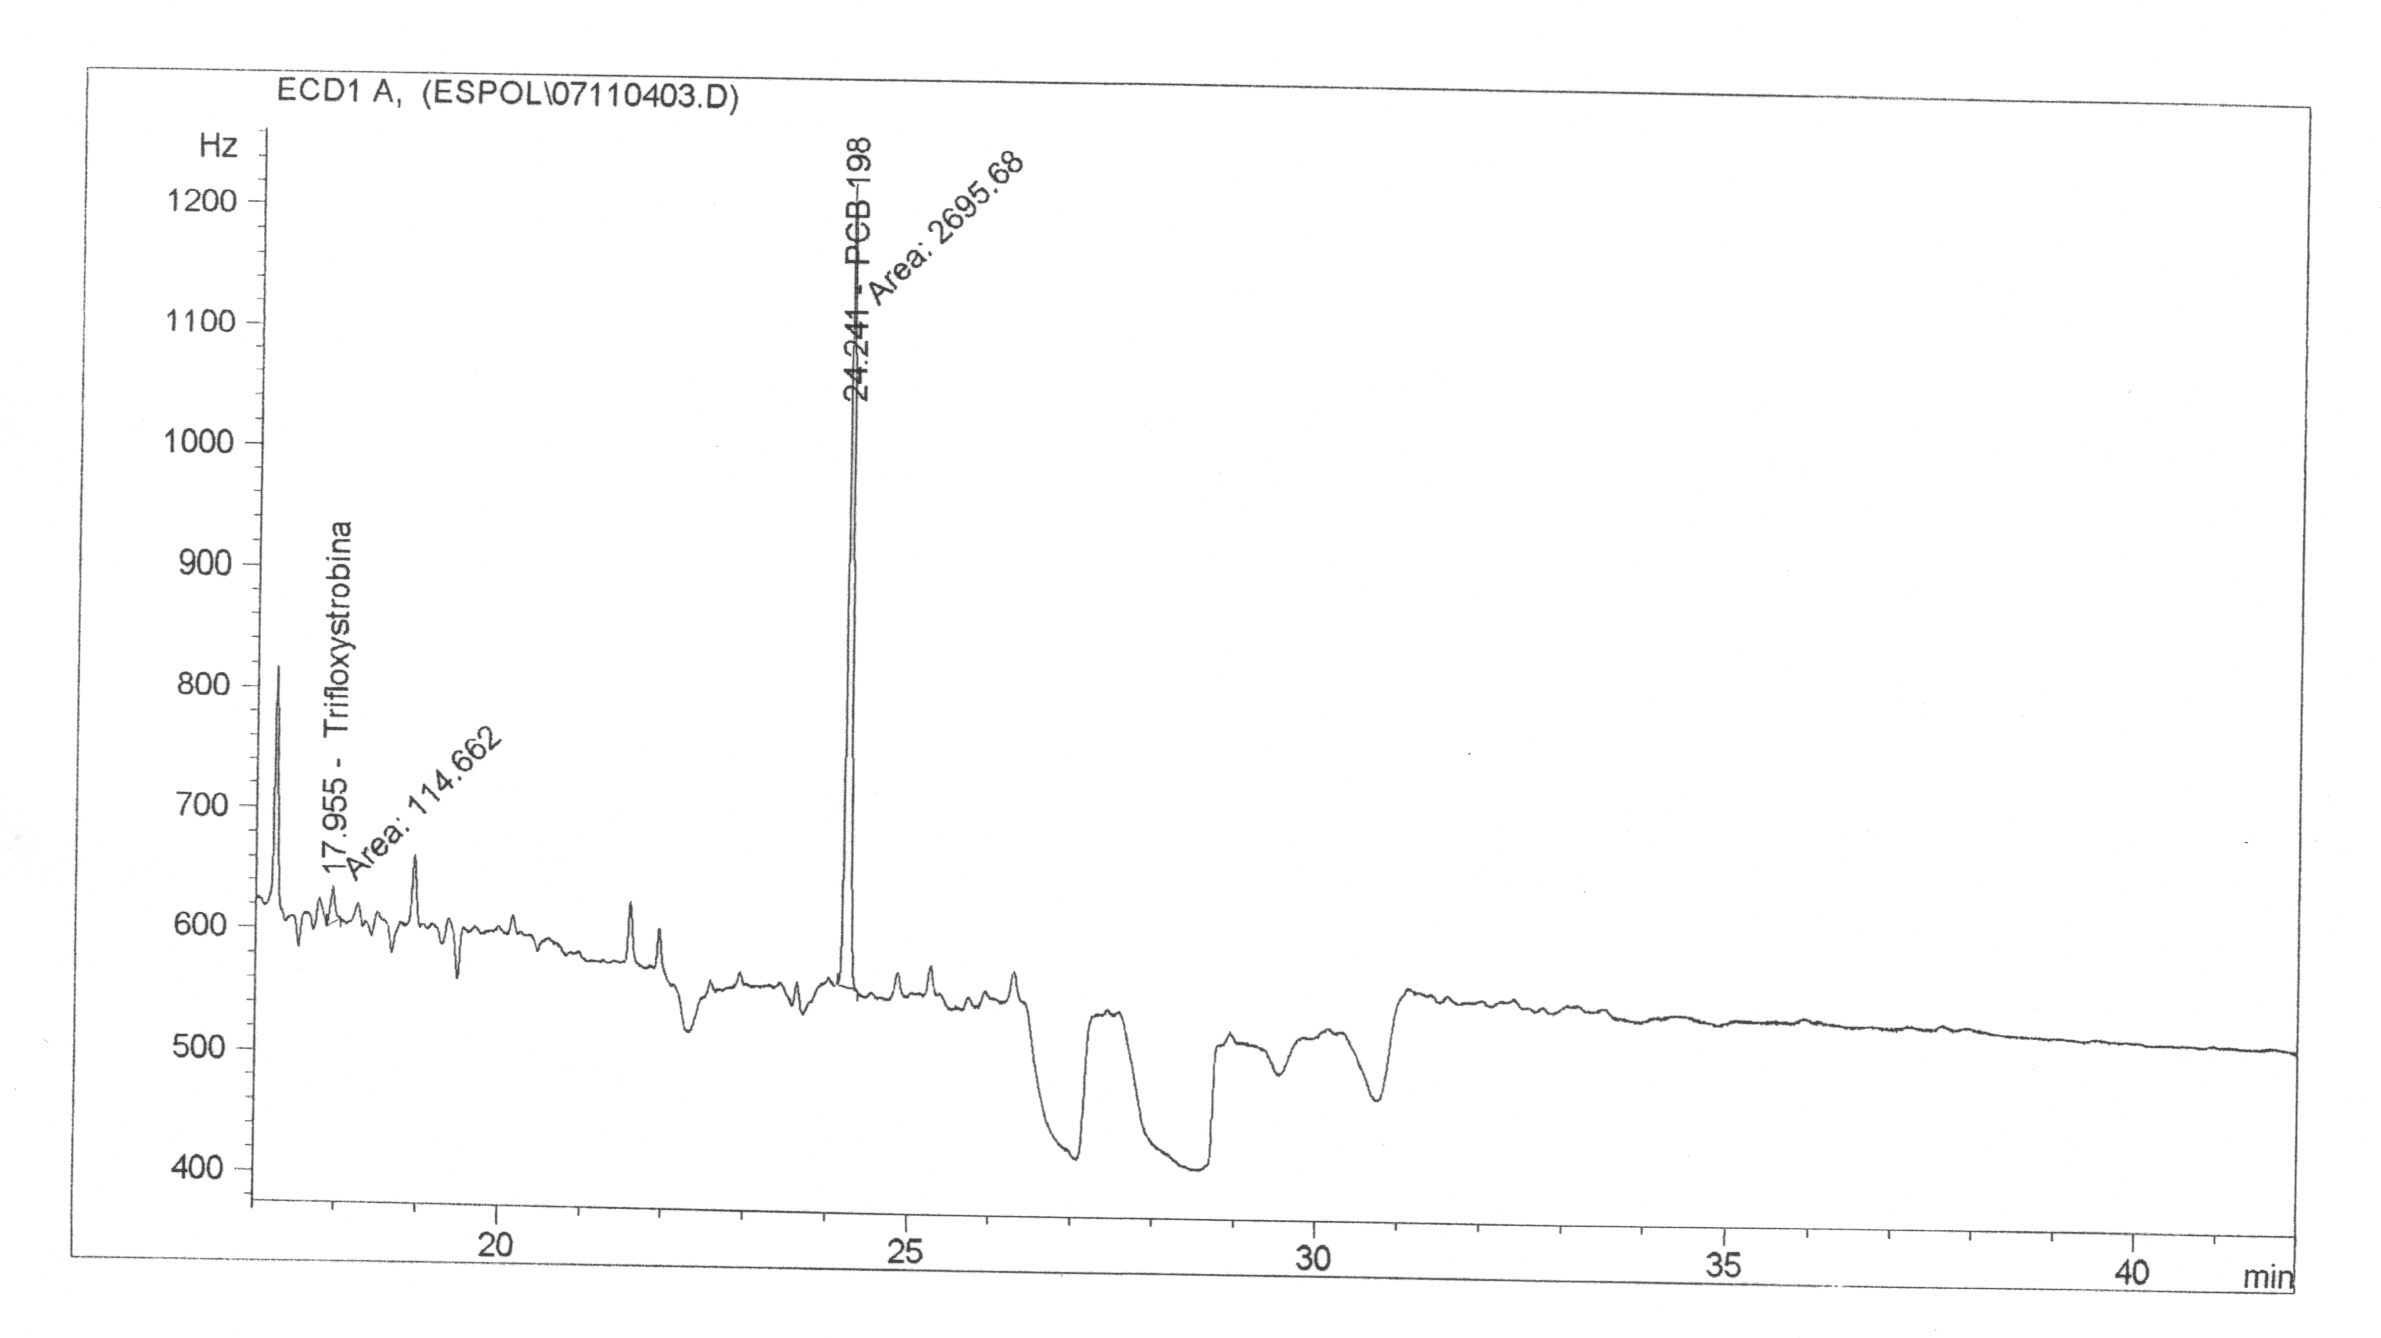 ECD1 A, (ESPOL\07110403.D)
Hz
1200
1100
1000
900
800
700
600
500
400
17.955 - Trifloxystrobina
Area: 114.662
24.241 - PCB 198
Area: 2695.68
20
25
30
35
40
min